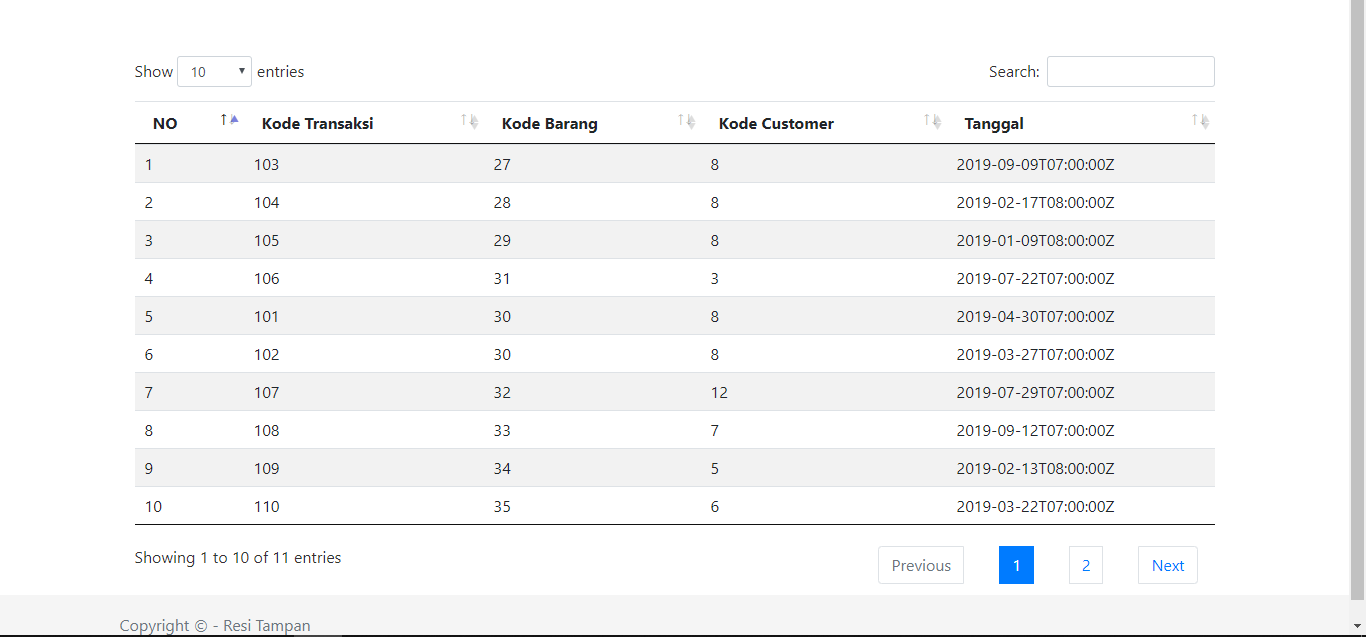 Show 10 entries Search:
NO Kode Transaksi Kode Barang Kode Customer Tanggal
1 103 27 8 2019-09-09T07:00:00Z
2 104 28 8 2019-02-17T08:00:00Z
3 105 29 8 2019-01-09T08:00:00Z
4 106 31 3 2019-07-22T07:00:00Z
5 101 30 8 2019-04-30T07:00:00Z
6 102 30 8 2019-03-27T07:00:00Z
7 107 32 12 2019-07-29T07:00:00Z
8 108 33 7 2019-09-12T07:00:00Z
9 109 34 5 2019-02-13T08:00:00Z
10 110 35 6 2019-03-22T07:00:00Z
Showing 1 to 10 of 11 entries Previous 1 2 Next
Copyright © - Resi Tampan